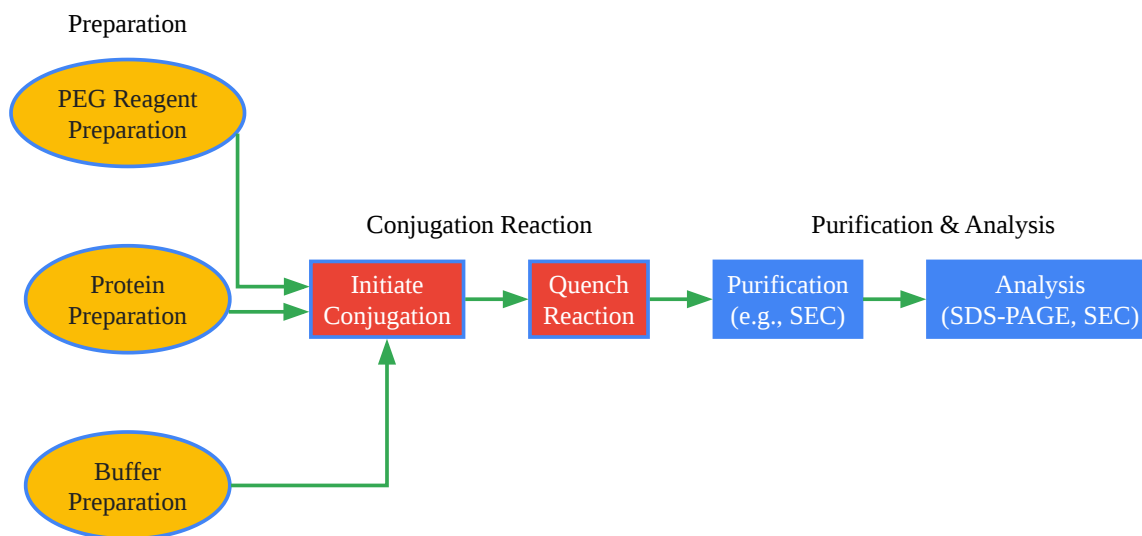 Preparation
PEG Reagent
Preparation
Conjugation Reaction
Purification & Analysis
Protein
Preparation
Initiate
Conjugation
Quench
Reaction
Purification
(e.g., SEC)
Analysis
(SDS-PAGE, SEC)
Buffer
Preparation